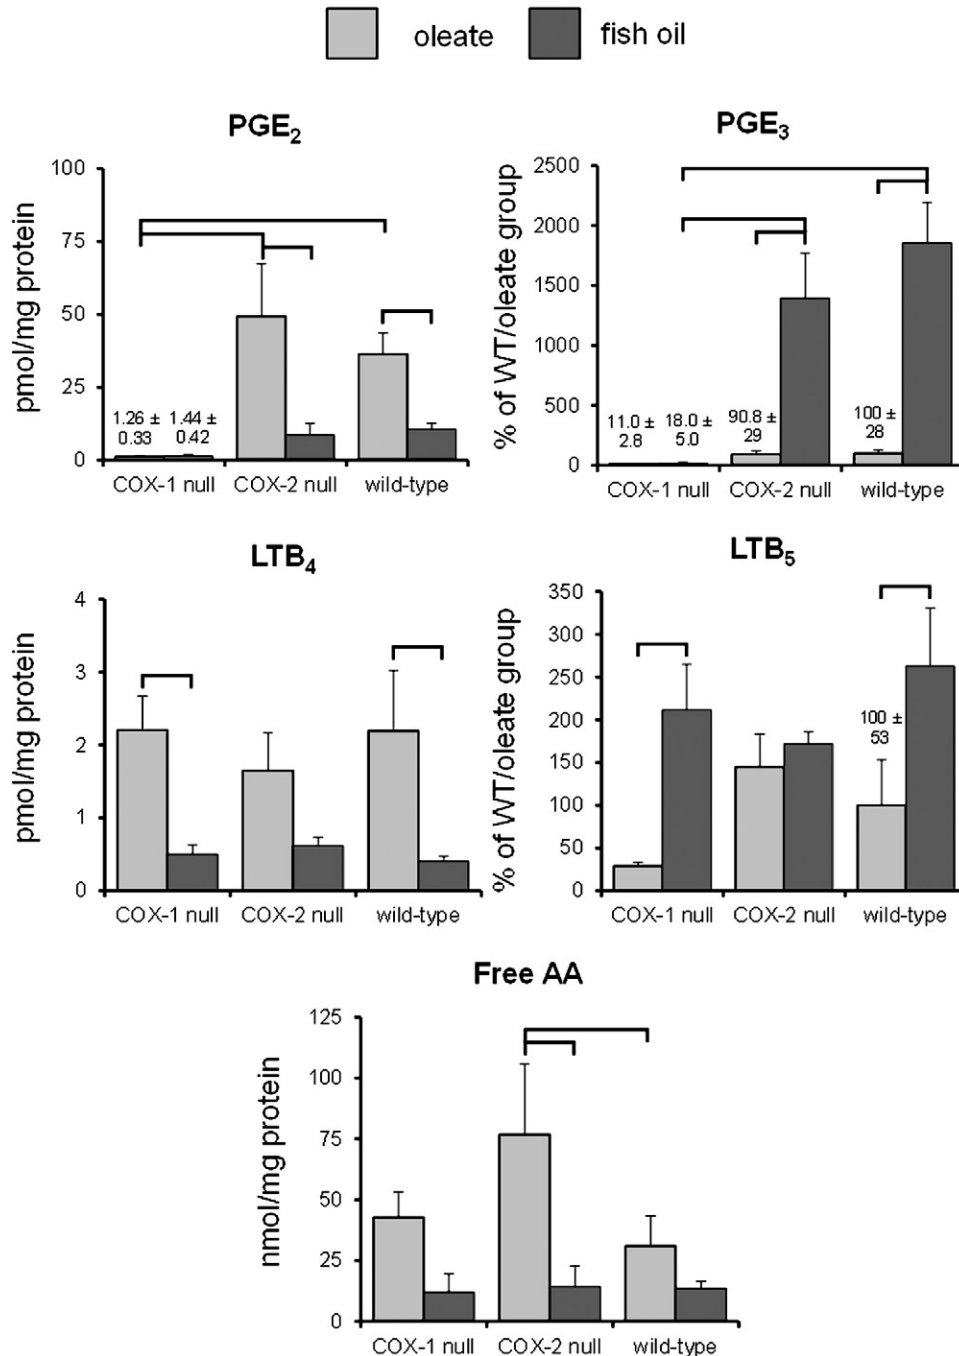 oleate fish oil
PGE₂
pmol/mg protein
100
75
50
25
0
1.26 ± 1.44 ±
0.33 0.42
COX-1 null COX-2 null wild-type
PGE₃
% of WT/oleate group
2500
2000
1500
1000
500
0
11.0 ± 18.0 ± 90.8 ± 100 ±
2.8 5.0 29 28
COX-1 null COX-2 null wild-type
LTB₄
pmol/mg protein
4
3
2
1
0
COX-1 null COX-2 null wild-type
LTB₅
% of WT/oleate group
350
300
250
200
150
100
50
0
100 ±
53
COX-1 null COX-2 null wild-type
Free AA
nmol/mg protein
125
100
75
50
25
0
COX-1 null COX-2 null wild-type